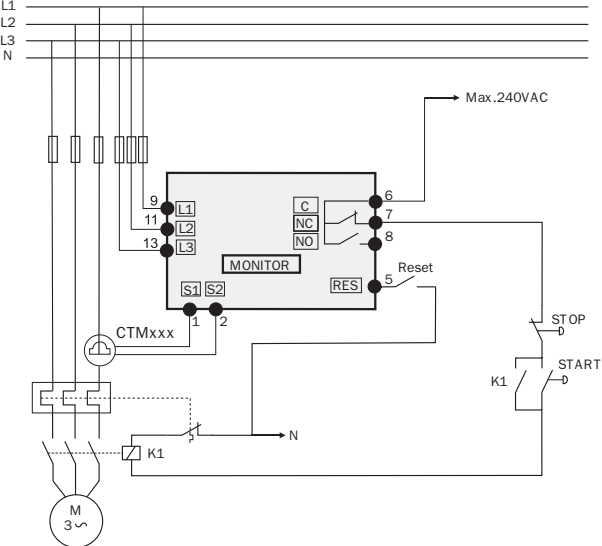 L1
L2
L3
N
Max.240VAC
9 L1 C 6
11 L2 NC 7
13 L3 NO 8
MONITOR
S1 S2 RES 5 Reset
1 2
CTMxxx
STOP
START
K1
N
K1
M
3~